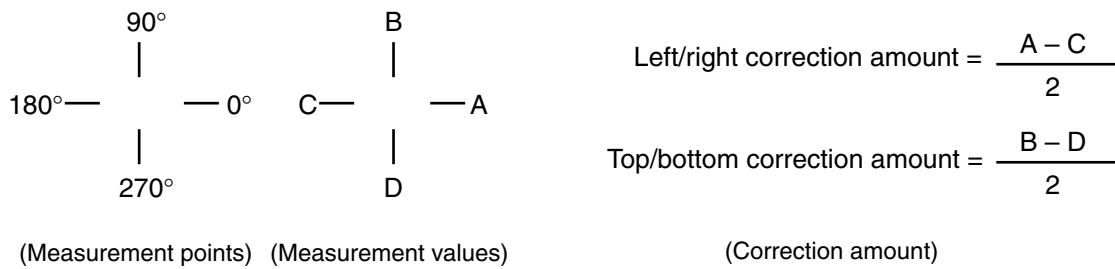 90°
180°
0°
270°
(Measurement points)
B
C
A
D
(Measurement values)
Left/right correction amount = A – C
2
Top/bottom correction amount = B – D
2
(Correction amount)